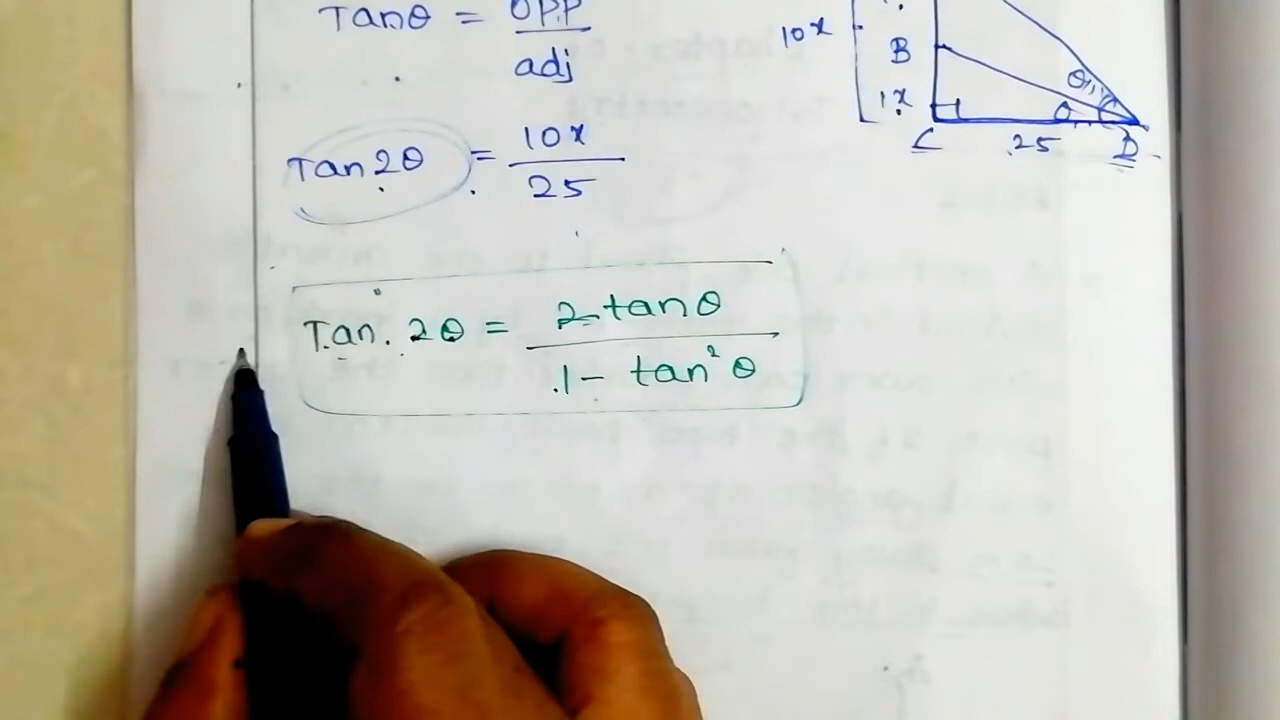 Tanθ = opp
adj
10x
B
θ
1x
C
25
D
Tan2θ = 10x
25
Tan. 2θ = 2tanθ
1 - tan²θ